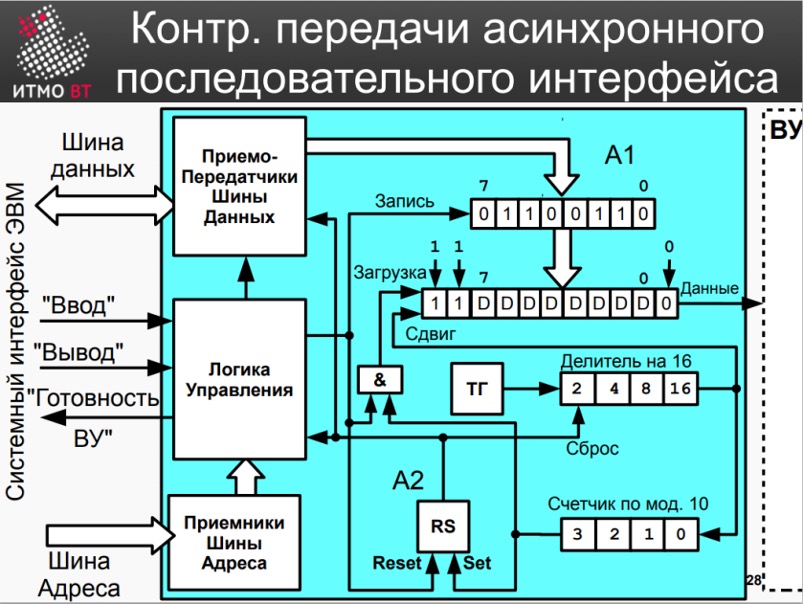 Контр. передачи асинхронного
последовательного интерфейса
ИТМО ВТ
Системный интерфейс ЭВМ
Шина
данных
"Ввод"
"Вывод"
"Готовность
ВУ"
Шина
Адреса
Приемо-
Передатчики
Шины
Данных
Логика
Управления
Приемники
Шины
Адреса
А1
7 0
Запись
0 1 1 0 0 1 1 0
1 1 7 0 0
Загрузка
1 1 D D D D D D D D 0
Данные
Сдвиг
&
ТГ
Делитель на 16
2 4 8 16
Сброс
А2
RS
Reset Set
Счетчик по мод. 10
3 2 1 0
ВУ
28